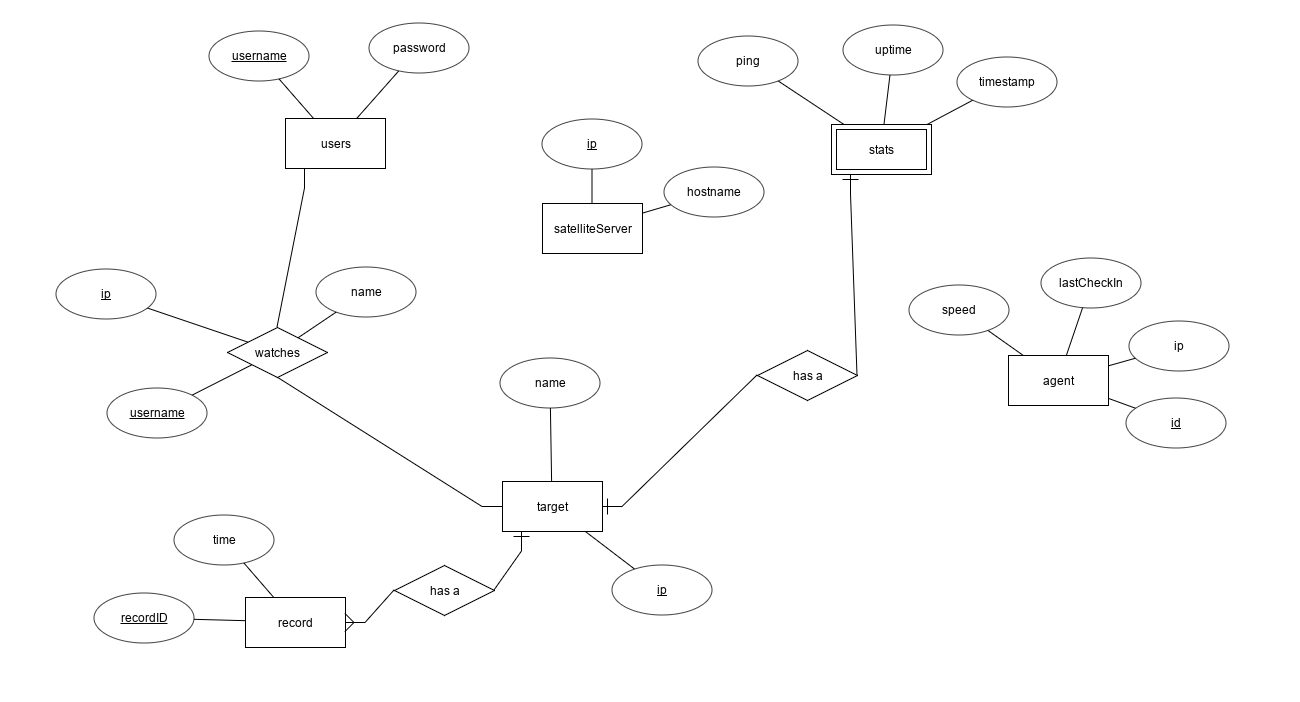 username
password
users
ping
uptime
timestamp
stats
ip
hostname
satelliteServer
ip
name
watches
username
speed
lastCheckIn
ip
agent
id
name
has a
target
time
recordID
record
has a
ip